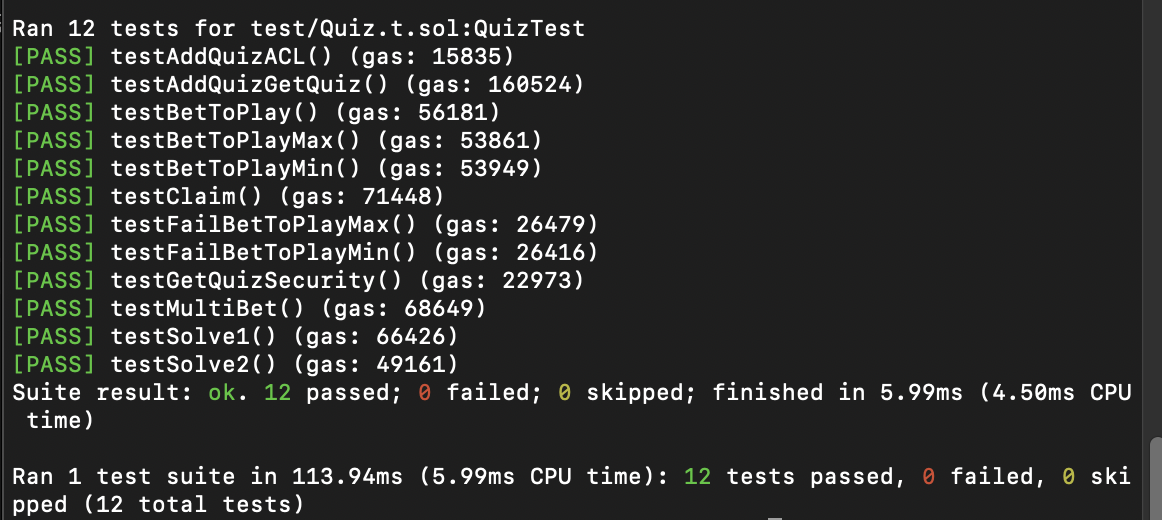 Ran 12 tests for test/Quiz.t.sol:QuizTest
[PASS] testAddQuizACL() (gas: 15835)
[PASS] testAddQuizGetQuiz() (gas: 160524)
[PASS] testBetToPlay() (gas: 56181)
[PASS] testBetToPlayMax() (gas: 53861)
[PASS] testBetToPlayMin() (gas: 53949)
[PASS] testClaim() (gas: 71448)
[PASS] testFailBetToPlayMax() (gas: 26479)
[PASS] testFailBetToPlayMin() (gas: 26416)
[PASS] testGetQuizSecurity() (gas: 22973)
[PASS] testMultiBet() (gas: 68649)
[PASS] testSolve1() (gas: 66426)
[PASS] testSolve2() (gas: 49161)
Suite result: ok. 12 passed; 0 failed; 0 skipped; finished in 5.99ms (4.50ms CPU
time)
Ran 1 test suite in 113.94ms (5.99ms CPU time): 12 tests passed, 0 failed, 0 ski
pped (12 total tests)